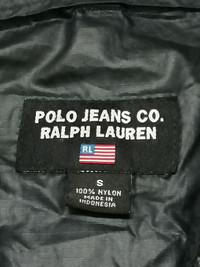 POLO JEANS CO.
RALPH LAUREN
RL
S
100% NYLON
MADE IN
INDONESIA